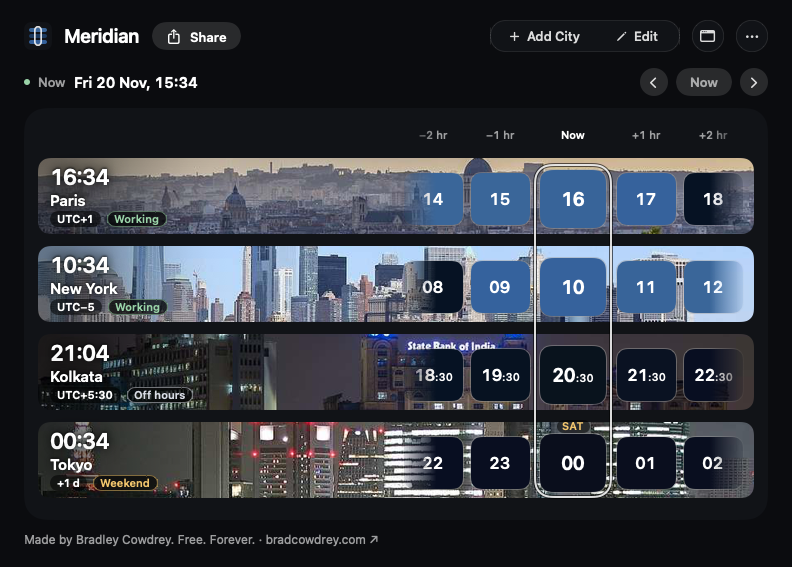 Meridian Share + Add City Edit
Now Fri 20 Nov, 15:34 Now
−2 hr −1 hr Now +1 hr +2 hr
16:34
Paris
UTC+1 Working
14 15 16 17 18
10:34
New York
UTC−5 Working
08 09 10 11 12
State Bank of India
21:04
Kolkata
UTC+5:30 Off hours
18:30 19:30 20:30 21:30 22:30
SAT
00:34
Tokyo
+1 d Weekend
22 23 00 01 02
Made by Bradley Cowdrey. Free. Forever. · bradcowdrey.com ↗